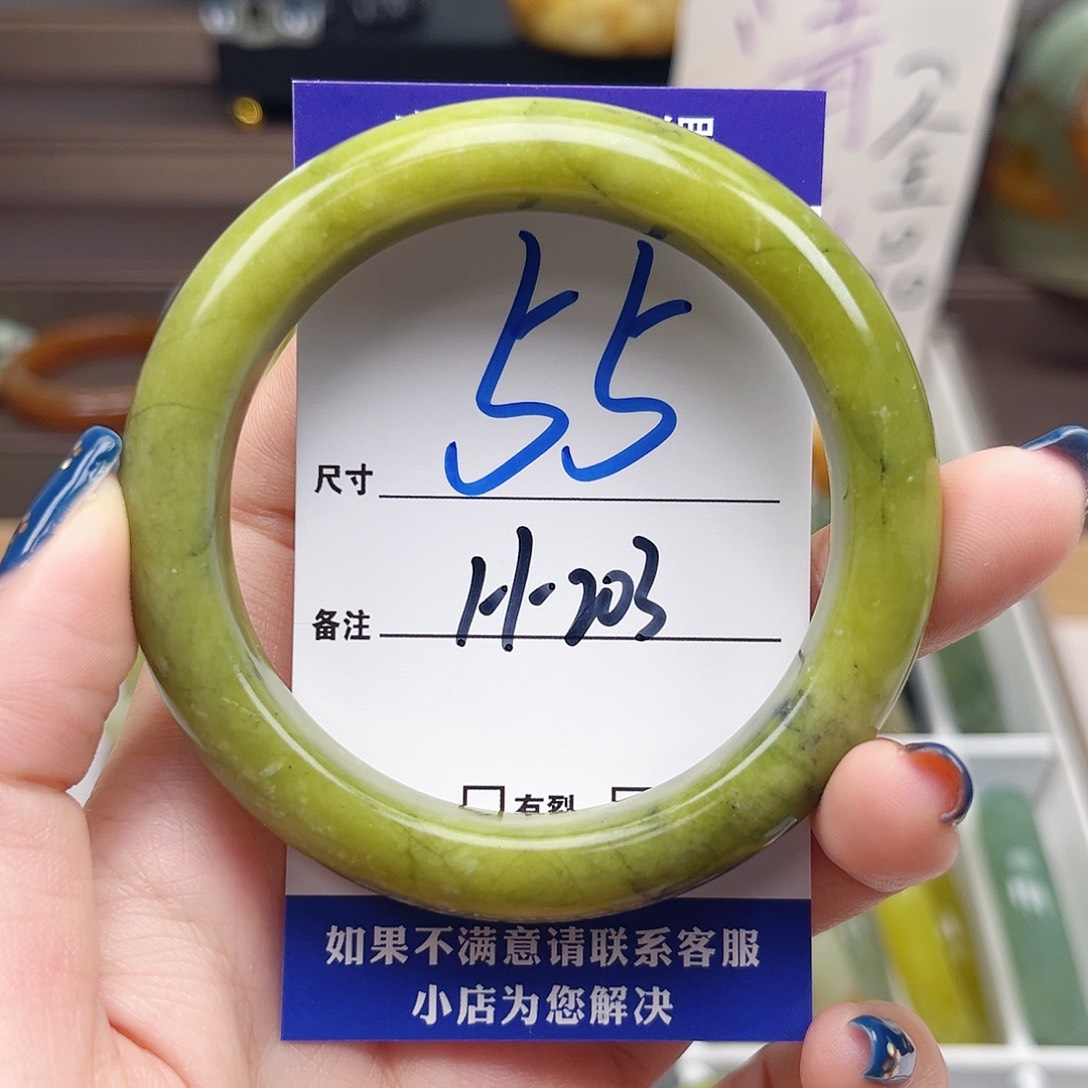 55
尺寸
H-203
备注
有裂
如果不满意请联系客服
小店为您解决